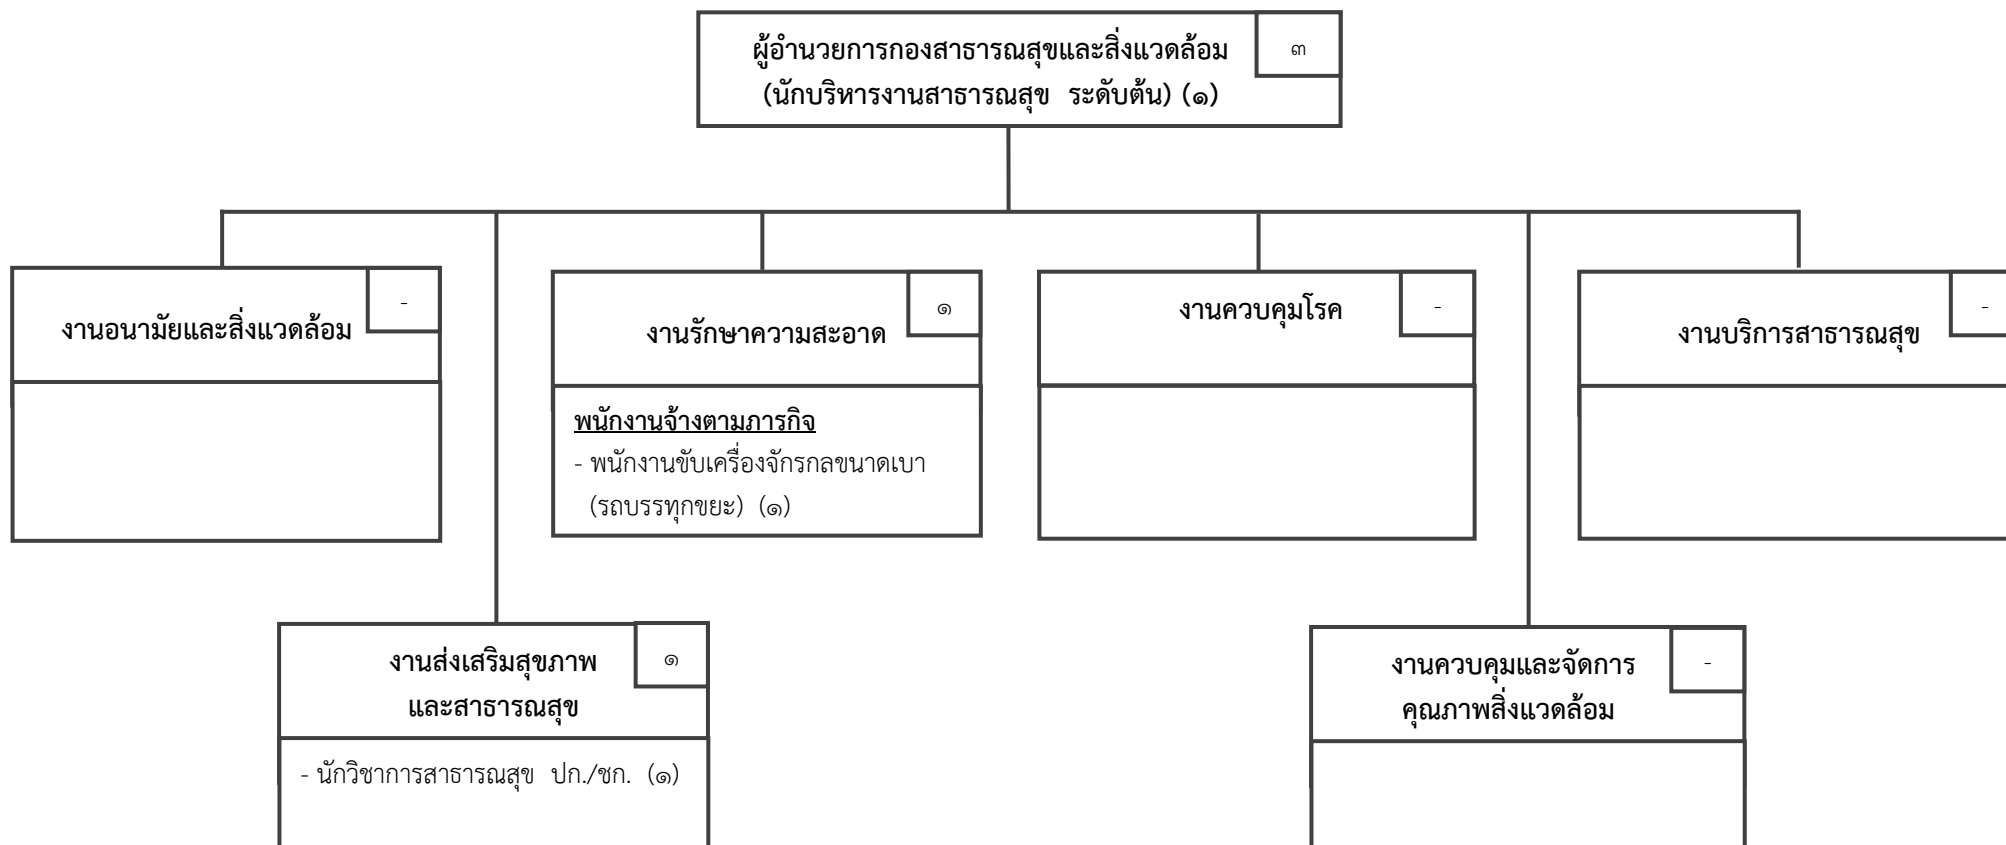 ผู้อำนวยการกองสาธารณสุขและสิ่งแวดล้อม
(นักบริหารงานสาธารณสุข ระดับต้น) (๑)
๓
งานอนามัยและสิ่งแวดล้อม
-
งานรักษาความสะอาด
๑
พนักงานจ้างตามภารกิจ
- พนักงานขับเครื่องจักรกลขนาดเบา
(รถบรรทุกขยะ) (๑)
งานควบคุมโรค
-
งานบริการสาธารณสุข
-
งานส่งเสริมสุขภาพ
และสาธารณสุข
๑
- นักวิชาการสาธารณสุข ปก./ชก. (๑)
งานควบคุมและจัดการ
คุณภาพสิ่งแวดล้อม
-